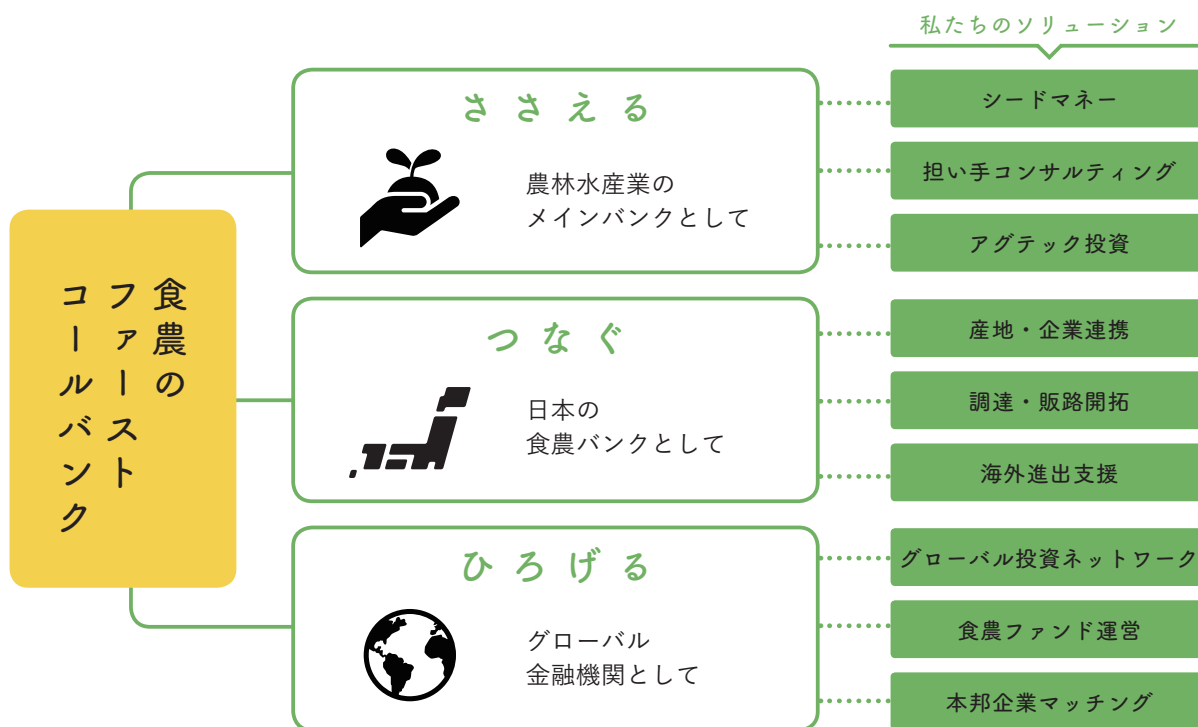 食農の
ファースト
コールバンク
私たちのソリューション
ささえる
農林水産業の
メインバンクとして
シードマネー
担い手コンサルティング
アグテック投資
つなぐ
日本の
食農バンクとして
産地・企業連携
調達・販路開拓
海外進出支援
ひろげる
グローバル
金融機関として
グローバル投資ネットワーク
食農ファンド運営
本邦企業マッチング